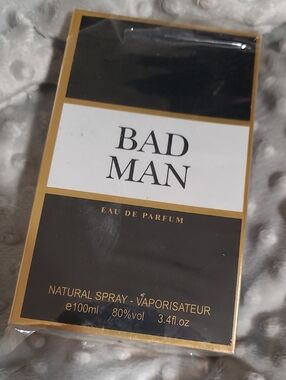 BAD
MAN
EAU DE PARFUM
NATURAL SPRAY - VAPORISATEUR
e100ml 80%vol 3.4fl.oz